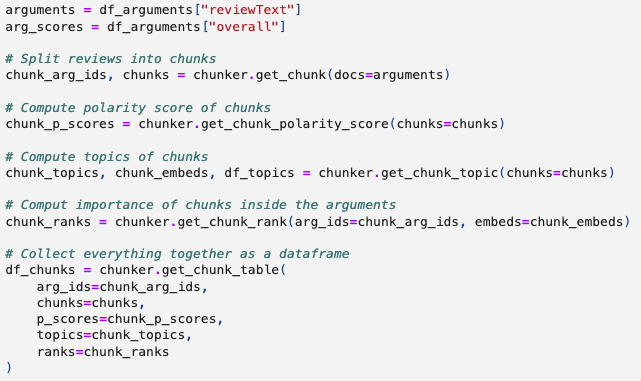 arguments = df_arguments["reviewText"]
arg_scores = df_arguments["overall"]

# Split reviews into chunks
chunk_arg_ids, chunks = chunker.get_chunk(docs=arguments)

# Compute polarity score of chunks
chunk_p_scores = chunker.get_chunk_polarity_score(chunks=chunks)

# Compute topics of chunks
chunk_topics, chunk_embeds, df_topics = chunker.get_chunk_topic(chunks=chunks)

# Comput importance of chunks inside the arguments
chunk_ranks = chunker.get_chunk_rank(arg_ids=chunk_arg_ids, embeds=chunk_embeds)

# Collect everything together as a dataframe
df_chunks = chunker.get_chunk_table(
    arg_ids=chunk_arg_ids,
    chunks=chunks,
    p_scores=chunk_p_scores,
    topics=chunk_topics,
    ranks=chunk_ranks
)